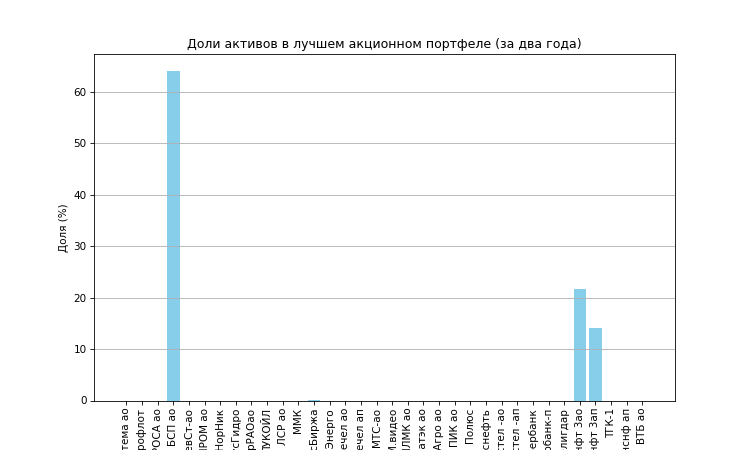 Доли активов в лучшем акционном портфеле (за два года)
Доля (%)
60
50
40
30
20
10
0
тема ао
рофлот
РОСА ао
БСП ао
евСт-ао
ПРОМ ао
НорНик
сГидро
рРАОао
ЛУКОЙЛ
ЛСР ао
ММК
сБиржа
Энерго
ечел ао
ечел ап
МТС-ао
М.видео
ЛМК ао
атэк ао
Агро ао
ПИК ао
Полюс
снефть
стел -ао
стел -ап
ербанк
рбанк-п
лигдар
нфт 3ао
нфт 3ап
ТГК-1
нснф ап
ВТБ ао